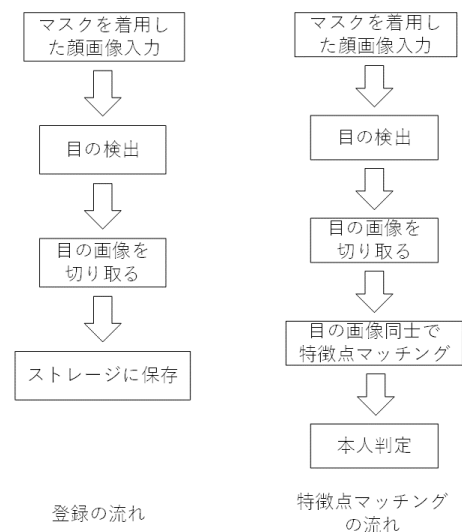 マスクを着用し
た顔画像入力
目の検出
目の画像を
切り取る
ストレージに保存
登録の流れ
マスクを着用し
た顔画像入力
目の検出
目の画像を
切り取る
目の画像同士で
特徴点マッチング
本人判定
特徴点マッチング
の流れ